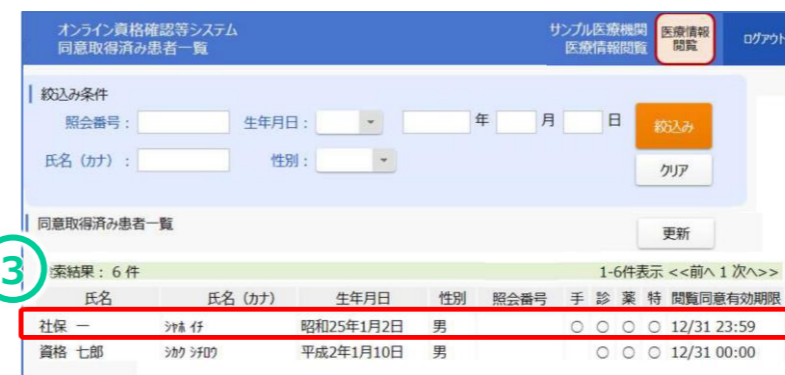 オンライン資格確認等システム
同意取得済み患者一覧
サンプル医療機関
医療情報閲覧
医療情報
閲覧
ログアウト
絞込み条件
照会番号：
生年月日：
年
月
日
絞込み
氏名（カナ）：
性別：
クリア
同意取得済み患者一覧
更新
③
索結果：6 件
1-6件表示 <<前へ 1 次へ>>
氏名 氏名（カナ） 生年月日 性別 照会番号 手 診 薬 特 閲覧同意有効期限
社保 一 ｼｬﾎ ｲﾁ 昭和25年1月2日 男 ○ ○ ○ ○ 12/31 23:59
資格 七郎 ｼｶｸ ｼﾁﾛｳ 平成2年1月10日 男 ○ ○ ○ 12/31 00:00